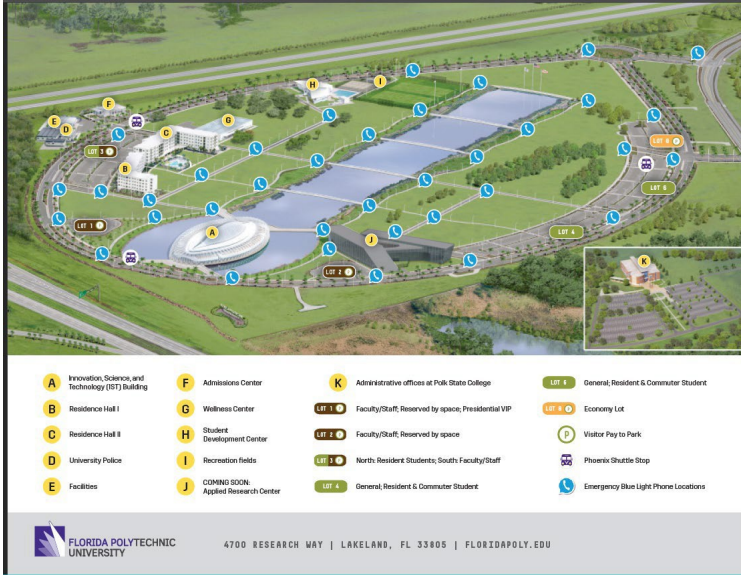 H
I
F
E
D
C
G
LOT 3 P
B
LOT 8 P
LOT 6
LOT 1 P
A
J
LOT 4
K
LOT 2 P
A Innovation, Science, and
Technology (IST) Building
B Residence Hall I
C Residence Hall II
D University Police
E Facilities
F Admissions Center
G Wellness Center
H Student
Development Center
I Recreation fields
J COMING SOON:
Applied Research Center
K Administrative offices at Polk State College
LOT 1 P Faculty/Staff; Reserved by space; Presidential VIP
LOT 2 P Faculty/Staff; Reserved by space
LOT 3 P North: Resident Students; South: Faculty/Staff
LOT 4 General; Resident & Commuter Student
LOT 6 General; Resident & Commuter Student
LOT 8 P Economy Lot
P Visitor Pay to Park
Phoenix Shuttle Stop
Emergency Blue Light Phone Locations
FLORIDA POLYTECHNIC
UNIVERSITY
4700 RESEARCH WAY | LAKELAND, FL 33805 | FLORIDAPOLY.EDU